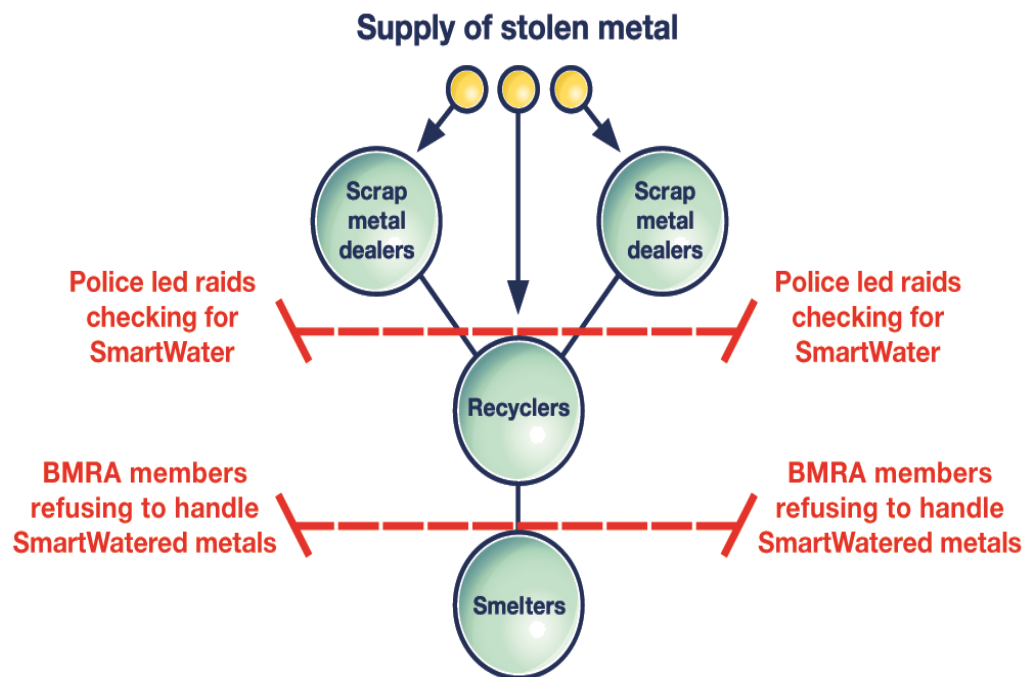 Supply of stolen metal
Scrap
metal
dealers
Scrap
metal
dealers
Police led raids
checking for
SmartWater
Police led raids
checking for
SmartWater
Recyclers
BMRA members
refusing to handle
SmartWatered metals
BMRA members
refusing to handle
SmartWatered metals
Smelters